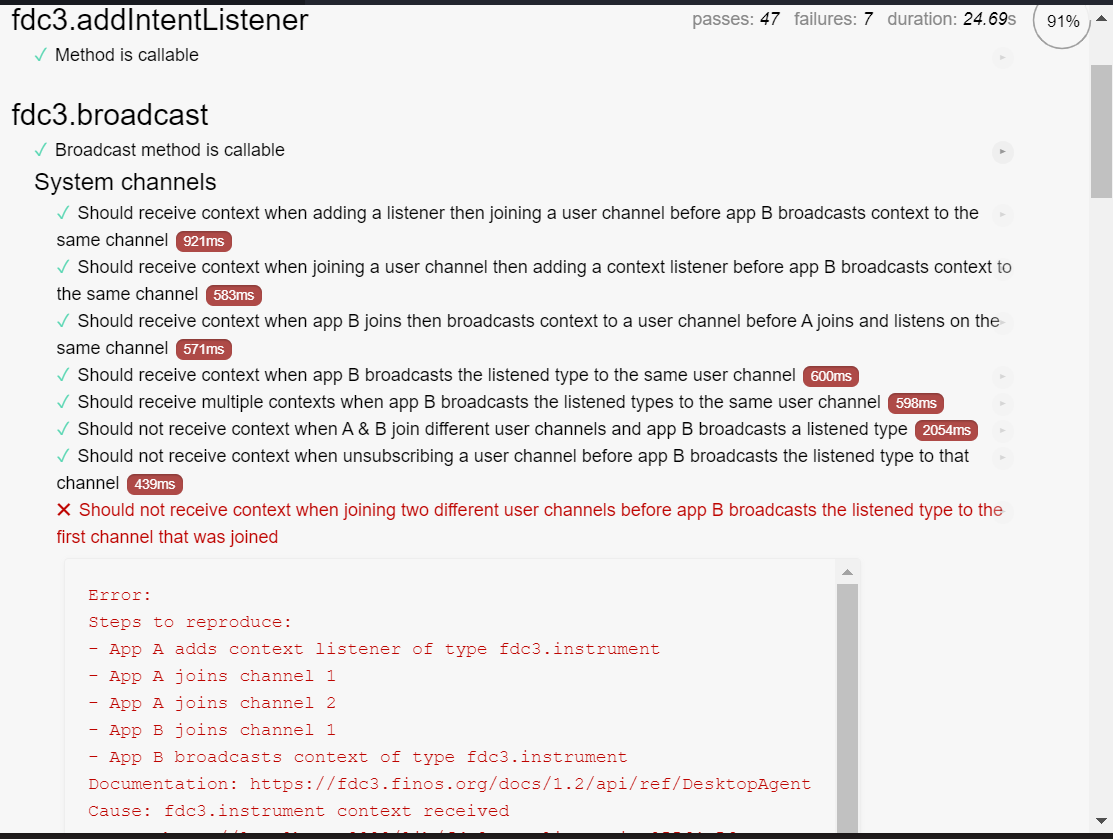 fdc3.addIntentListener
passes: 47 failures: 7 duration: 24.69s 91%
✓ Method is callable
fdc3.broadcast
✓ Broadcast method is callable
System channels
✓ Should receive context when adding a listener then joining a user channel before app B broadcasts context to the
same channel 921ms
✓ Should receive context when joining a user channel then adding a context listener before app B broadcasts context to
the same channel 583ms
✓ Should receive context when app B joins then broadcasts context to a user channel before A joins and listens on the
same channel 571ms
✓ Should receive context when app B broadcasts the listened type to the same user channel 600ms
✓ Should receive multiple contexts when app B broadcasts the listened types to the same user channel 598ms
✓ Should not receive context when A & B join different user channels and app B broadcasts a listened type 2054ms
✓ Should not receive context when unsubscribing a user channel before app B broadcasts the listened type to that
channel 439ms
✕ Should not receive context when joining two different user channels before app B broadcasts the listened type to the
first channel that was joined
Error:
Steps to reproduce:
- App A adds context listener of type fdc3.instrument
- App A joins channel 1
- App A joins channel 2
- App B joins channel 1
- App B broadcasts context of type fdc3.instrument
Documentation: https://fdc3.finos.org/docs/1.2/api/ref/DesktopAgent
Cause: fdc3.instrument context received